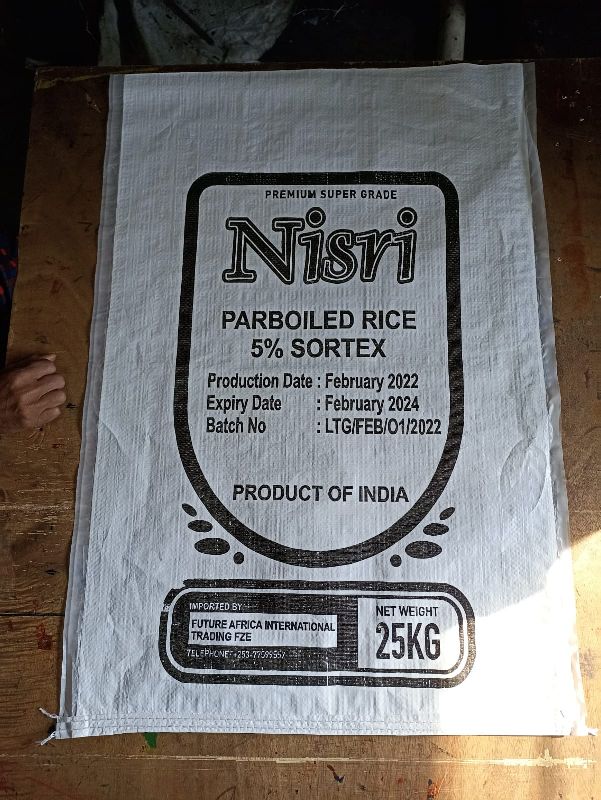 PREMIUM SUPER GRADE
Nisri
PARBOILED RICE
5% SORTEX
Production Date : February 2022
Expiry Date : February 2024
Batch No : LTG/FEB/O1/2022
PRODUCT OF INDIA
IMPORTED BY
FUTURE AFRICA INTERNATIONAL
TRADING FZE
TELEPHONE:
NET WEIGHT
25KG